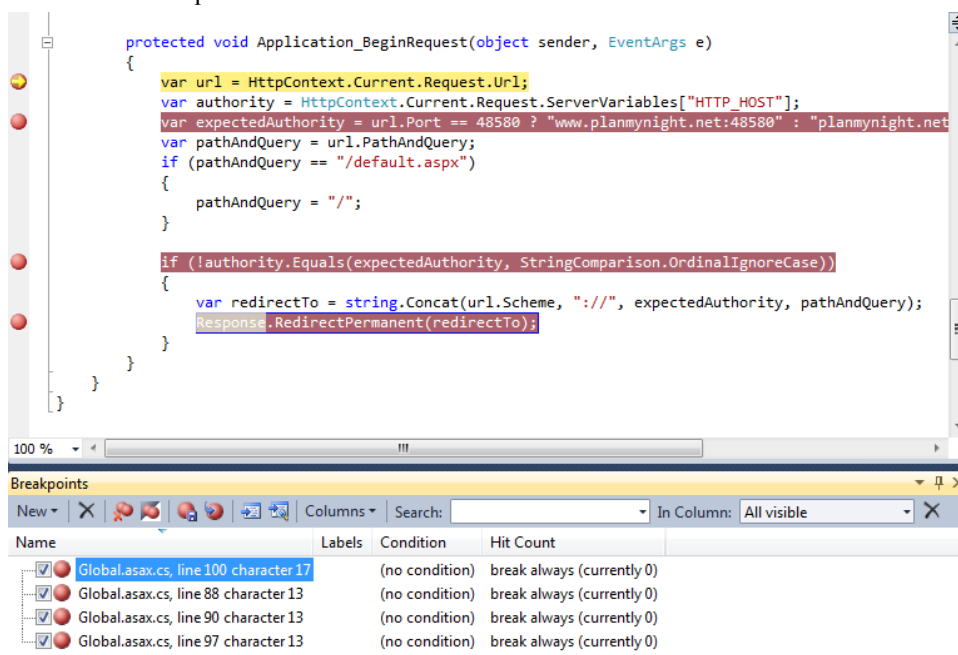 protected void Application_BeginRequest(object sender, EventArgs e)
{
var url = HttpContext.Current.Request.Url;
var authority = HttpContext.Current.Request.ServerVariables["HTTP_HOST"];
var expectedAuthority = url.Port == 48580 ? "www.planmynight.net:48580" : "planmynight.net
var pathAndQuery = url.PathAndQuery;
if (pathAndQuery == "/default.aspx")
{
pathAndQuery = "/";
}
if (!authority.Equals(expectedAuthority, StringComparison.OrdinalIgnoreCase))
{
var redirectTo = string.Concat(url.Scheme, "://", expectedAuthority, pathAndQuery);
Response.RedirectPermanent(redirectTo);
}
}
}
}
100 %
Breakpoints
New Columns Search: In Column: All visible
Name Labels Condition Hit Count
Global.asax.cs, line 100 character 17 (no condition) break always (currently 0)
Global.asax.cs, line 88 character 13 (no condition) break always (currently 0)
Global.asax.cs, line 90 character 13 (no condition) break always (currently 0)
Global.asax.cs, line 97 character 13 (no condition) break always (currently 0)